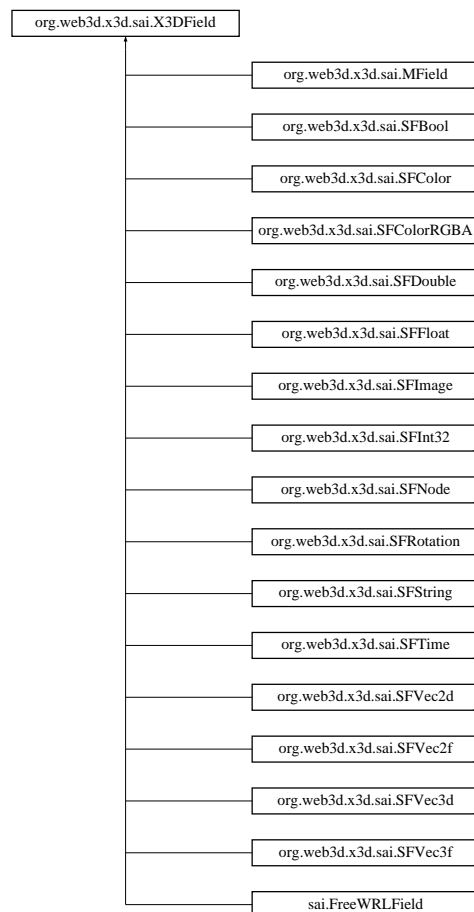 org.web3d.x3d.sai.X3DField
org.web3d.x3d.sai.MField
org.web3d.x3d.sai.SFBool
org.web3d.x3d.sai.SFColor
org.web3d.x3d.sai.SFColorRGBA
org.web3d.x3d.sai.SFDouble
org.web3d.x3d.sai.SFFloat
org.web3d.x3d.sai.SFImage
org.web3d.x3d.sai.SFInt32
org.web3d.x3d.sai.SFNode
org.web3d.x3d.sai.SFRotation
org.web3d.x3d.sai.SFString
org.web3d.x3d.sai.SFTime
org.web3d.x3d.sai.SFVec2d
org.web3d.x3d.sai.SFVec2f
org.web3d.x3d.sai.SFVec3d
org.web3d.x3d.sai.SFVec3f
sai.FreeWRLField